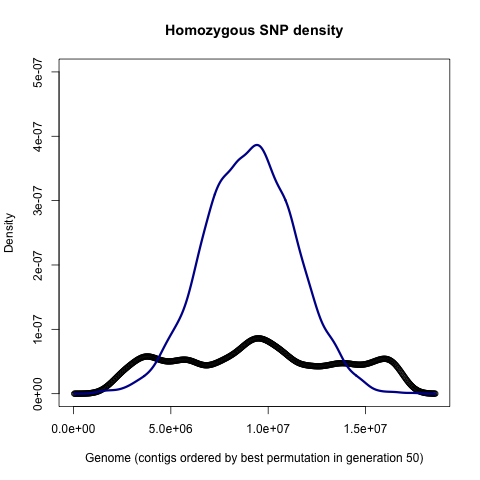 Homozygous SNP density
5e-07
4e-07
3e-07
2e-07
1e-07
0e+00
Density
0.0e+00 5.0e+06 1.0e+07 1.5e+07
Genome (contigs ordered by best permutation in generation 50)